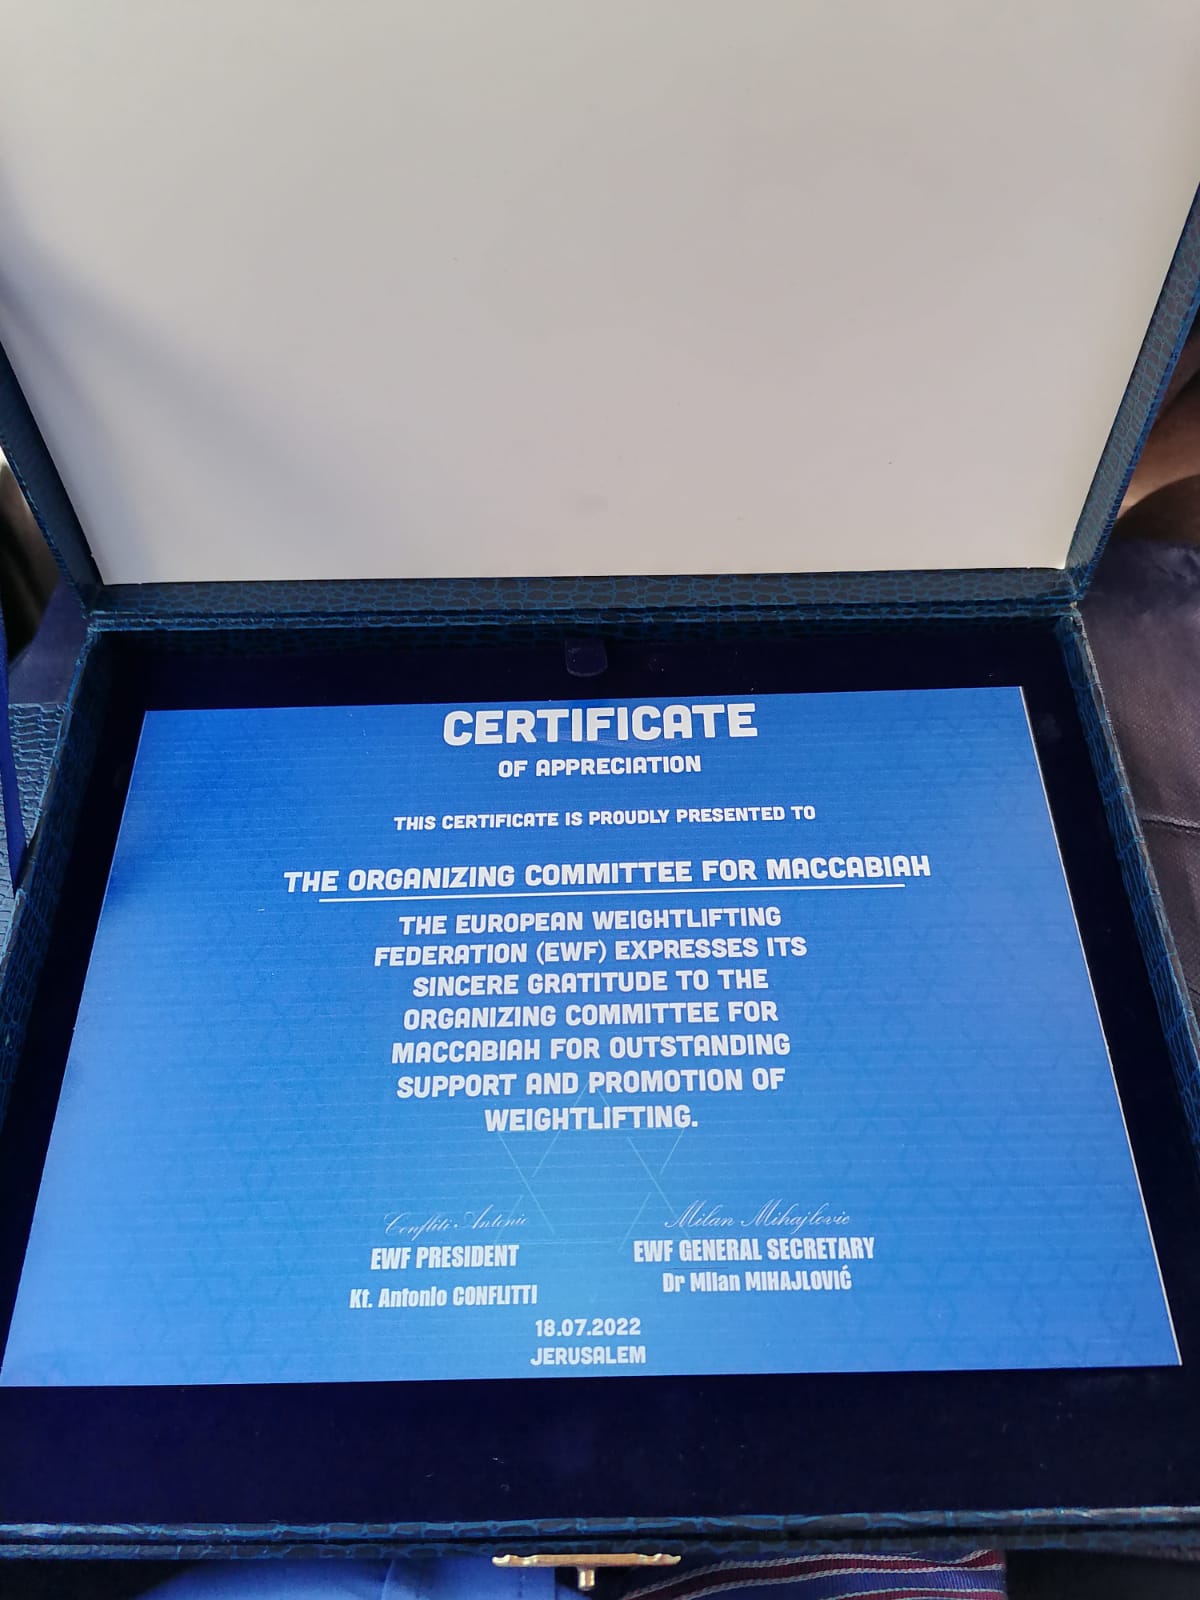 CERTIFICATE
OF APPRECIATION
THIS CERTIFICATE IS PROUDLY PRESENTED TO
THE ORGANIZING COMMITTEE FOR MACCABIAH
THE EUROPEAN WEIGHTLIFTING
FEDERATION (EWF) EXPRESSES ITS
SINCERE GRATITUDE TO THE
ORGANIZING COMMITTEE FOR
MACCABIAH FOR OUTSTANDING
SUPPORT AND PROMOTION OF
WEIGHTLIFTING.
Confliti Antonio
EWF PRESIDENT
Kt. Antonio CONFLITTI
Milan Mihajlovic
EWF GENERAL SECRETARY
Dr Milan MIHAJLOVIĆ
18.07.2022
JERUSALEM